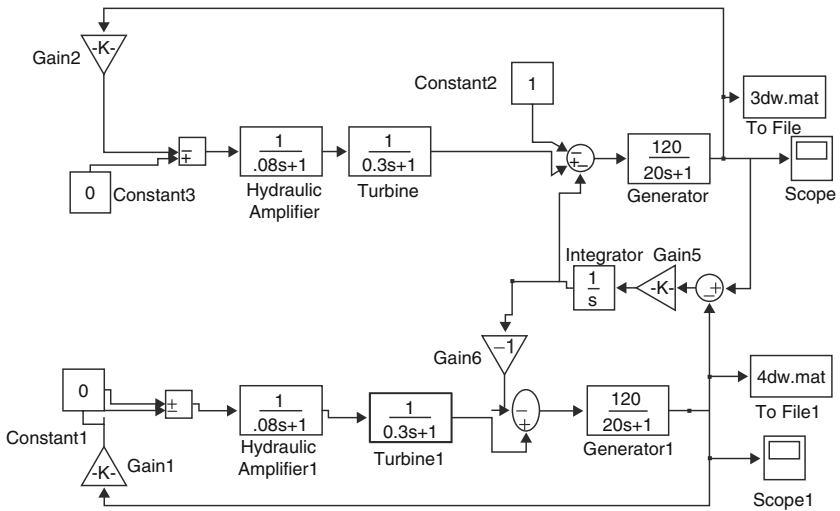 -K-
Gain2
Constant2
1
3dw.mat
To File
−
+
1
.08s+1
Hydraulic
Amplifier
1
0.3s+1
Turbine
−
+−
120
20s+1
Generator
Scope
0
Constant3
Integrator
Gain5
1
s
-K-
−+
Gain6
−1
4dw.mat
To File1
0
Constant1
±
−
1
.08s+1
Hydraulic
Amplifier1
1
0.3s+1
Turbine1
−
+
120
20s+1
Generator1
-K-
Gain1
Scope1